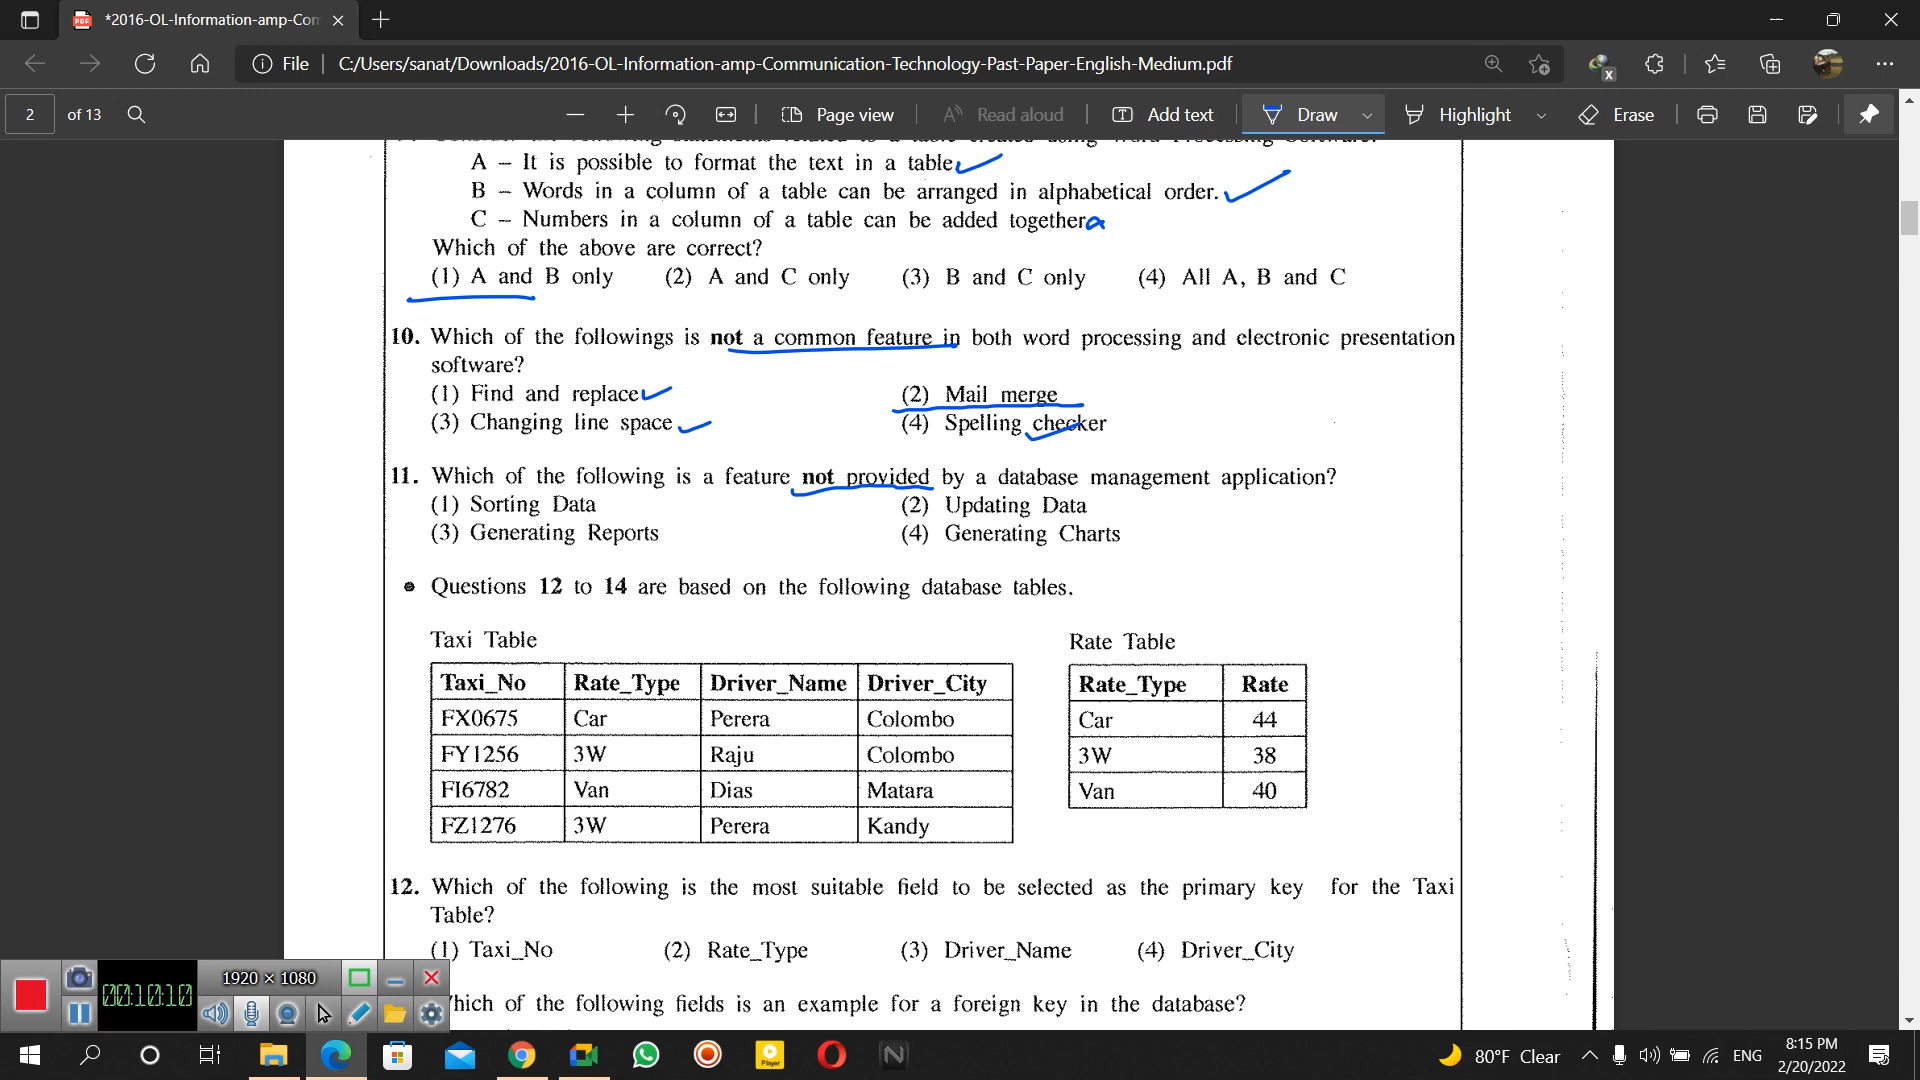 *2016-OL-Information-amp-Con
File
C:/Users/sanat/Downloads/2016-OL-Information-amp-Communication-Technology-Past-Paper-English-Medium.pdf
2 of 13
Page view
Read aloud
Add text
Draw
Highlight
Erase
A – It is possible to format the text in a table
B – Words in a column of a table can be arranged in alphabetical order.
C – Numbers in a column of a table can be added together
Which of the above are correct?
(1) A and B only (2) A and C only (3) B and C only (4) All A, B and C
10. Which of the followings is not a common feature in both word processing and electronic presentation
software?
(1) Find and replace (2) Mail merge
(3) Changing line space (4) Spelling checker
11. Which of the following is a feature not provided by a database management application?
(1) Sorting Data (2) Updating Data
(3) Generating Reports (4) Generating Charts
• Questions 12 to 14 are based on the following database tables.
Taxi Table Rate Table
Taxi_No Rate_Type Driver_Name Driver_City Rate_Type Rate
FX0675 Car Perera Colombo Car 44
FY1256 3W Raju Colombo 3W 38
FI6782 Van Dias Matara Van 40
FZ1276 3W Perera Kandy
12. Which of the following is the most suitable field to be selected as the primary key for the Taxi
Table?
(1) Taxi_No (2) Rate_Type (3) Driver_Name (4) Driver_City
1920 × 1080
00:10:10
hich of the following fields is an example for a foreign key in the database?
80°F Clear
ENG
8:15 PM
2/20/2022